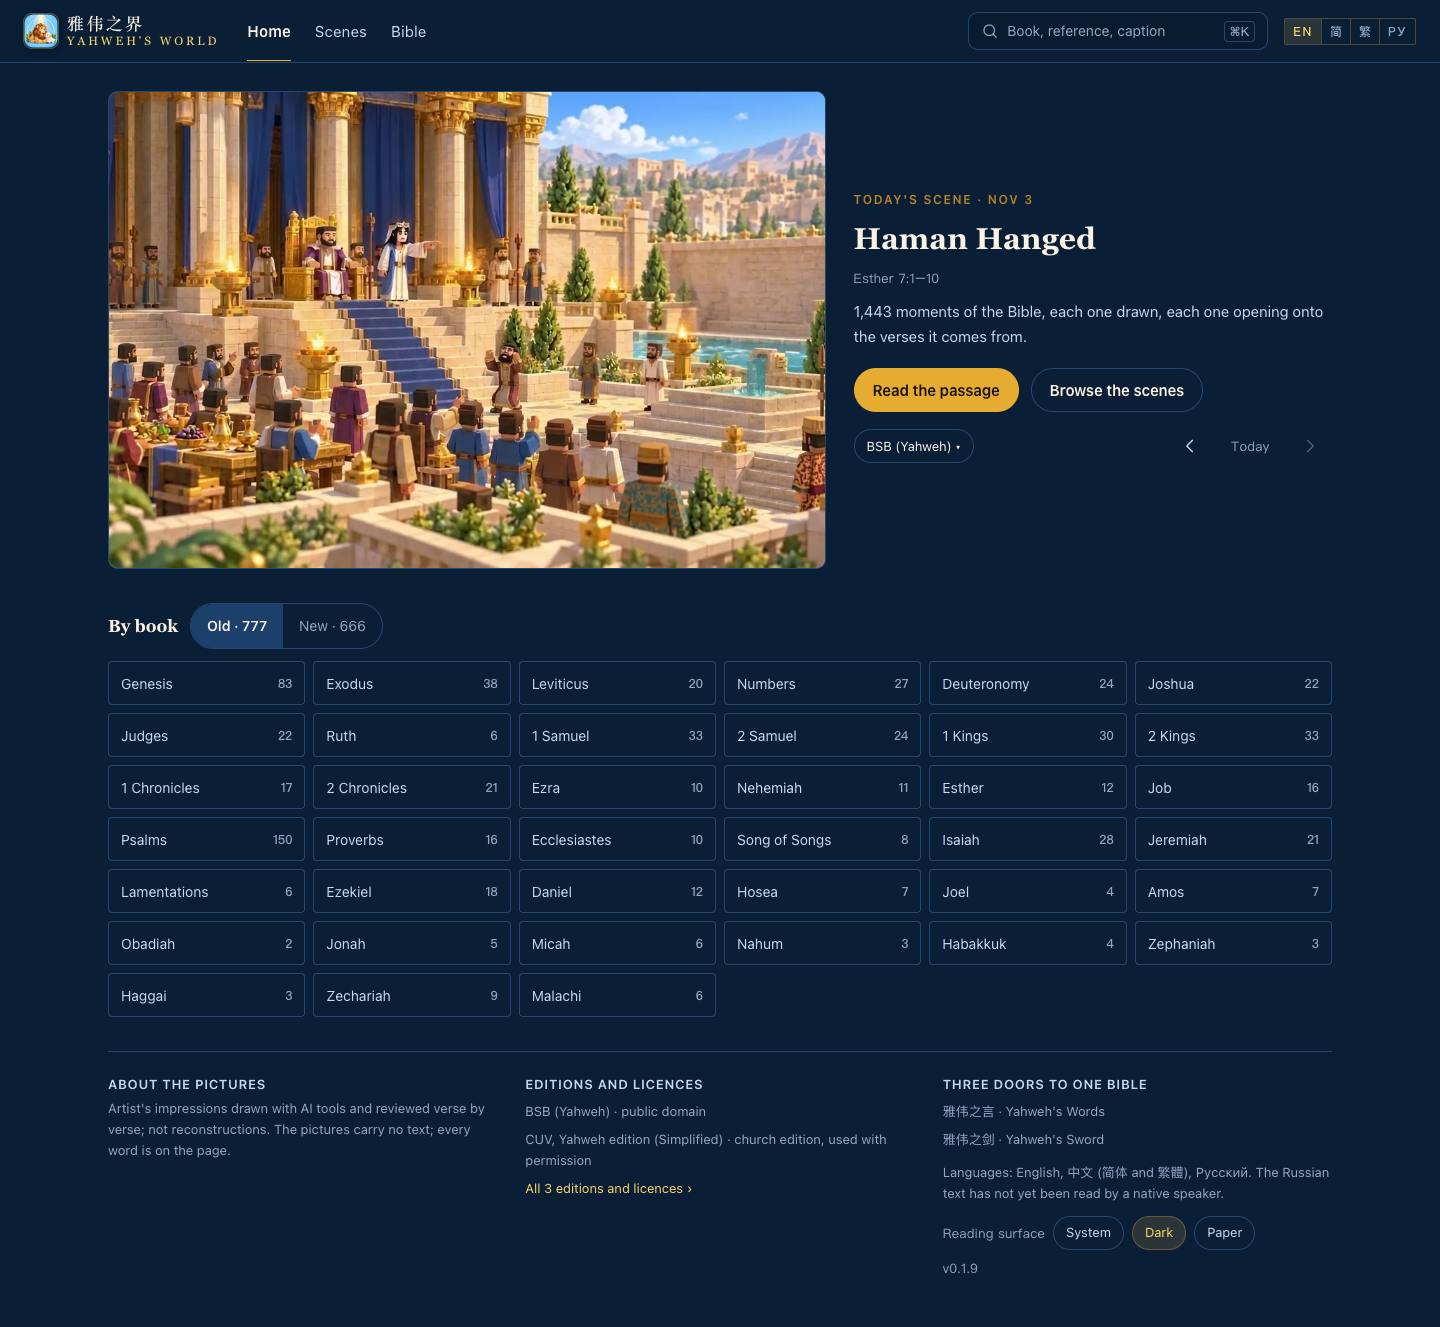 雅伟之界
YAHWEH'S WORLD
Home
Scenes
Bible
Book, reference, caption
⌘K
EN
简
繁
РУ
TODAY'S SCENE · NOV 3
Haman Hanged
Esther 7:1–10
1,443 moments of the Bible, each one drawn, each one opening onto
the verses it comes from.
Read the passage
Browse the scenes
BSB (Yahweh) ▾
Today
By book
Old · 777
New · 666
Genesis 83
Exodus 38
Leviticus 20
Numbers 27
Deuteronomy 24
Joshua 22
Judges 22
Ruth 6
1 Samuel 33
2 Samuel 24
1 Kings 30
2 Kings 33
1 Chronicles 17
2 Chronicles 21
Ezra 10
Nehemiah 11
Esther 12
Job 16
Psalms 150
Proverbs 16
Ecclesiastes 10
Song of Songs 8
Isaiah 28
Jeremiah 21
Lamentations 6
Ezekiel 18
Daniel 12
Hosea 7
Joel 4
Amos 7
Obadiah 2
Jonah 5
Micah 6
Nahum 3
Habakkuk 4
Zephaniah 3
Haggai 3
Zechariah 9
Malachi 6
ABOUT THE PICTURES
Artist's impressions drawn with AI tools and reviewed verse by
verse; not reconstructions. The pictures carry no text; every
word is on the page.
EDITIONS AND LICENCES
BSB (Yahweh) · public domain
CUV, Yahweh edition (Simplified) · church edition, used with
permission
All 3 editions and licences ›
THREE DOORS TO ONE BIBLE
雅伟之言 · Yahweh's Words
雅伟之剑 · Yahweh's Sword
Languages: English, 中文 (简体 and 繁體), Русский. The Russian
text has not yet been read by a native speaker.
Reading surface
System
Dark
Paper
v0.1.9